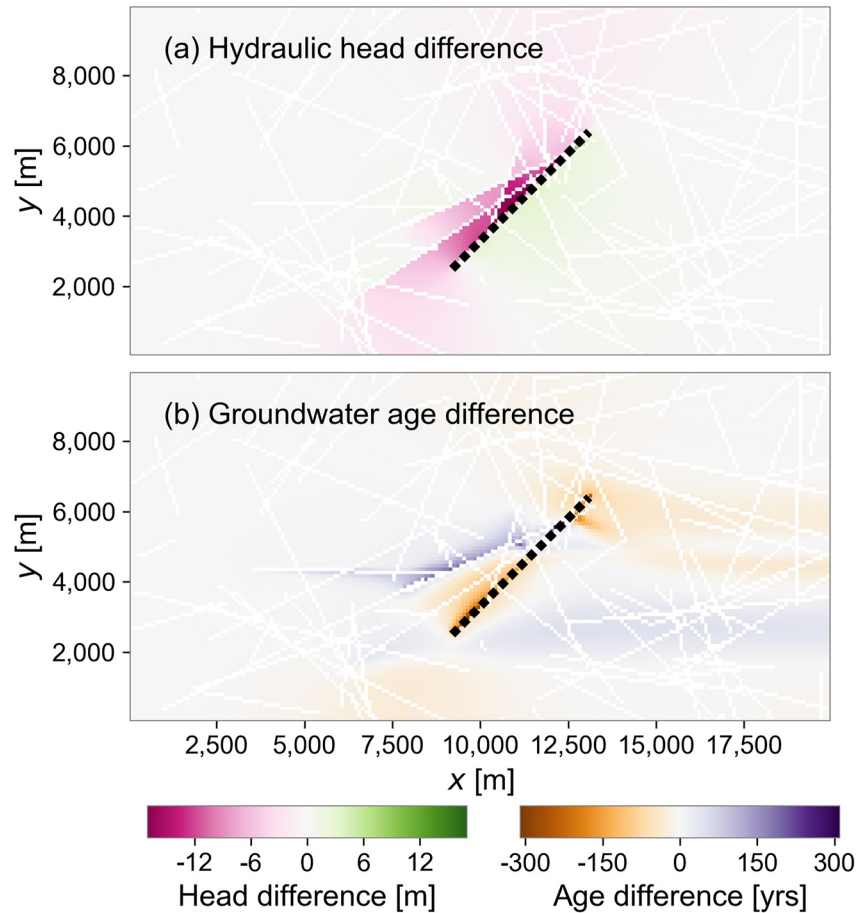 (a) Hydraulic head difference
8,000
6,000
4,000
2,000
y [m]
(b) Groundwater age difference
8,000
6,000
4,000
2,000
y [m]
2,500 5,000 7,500 10,000 12,500 15,000 17,500
x [m]
-12 -6 0 6 12
Head difference [m]
-300 -150 0 150 300
Age difference [yrs]